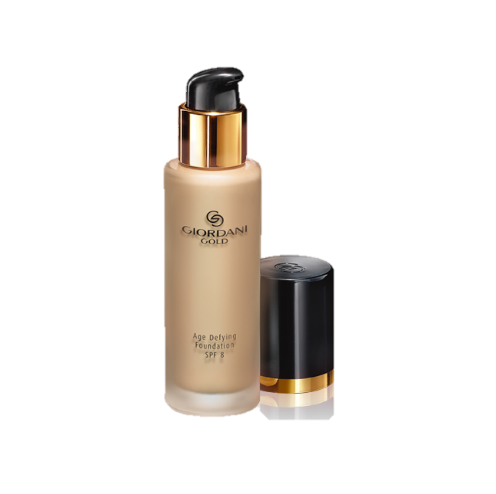 GIORDANI
GOLD
Age Defying
Foundation
SPF 8